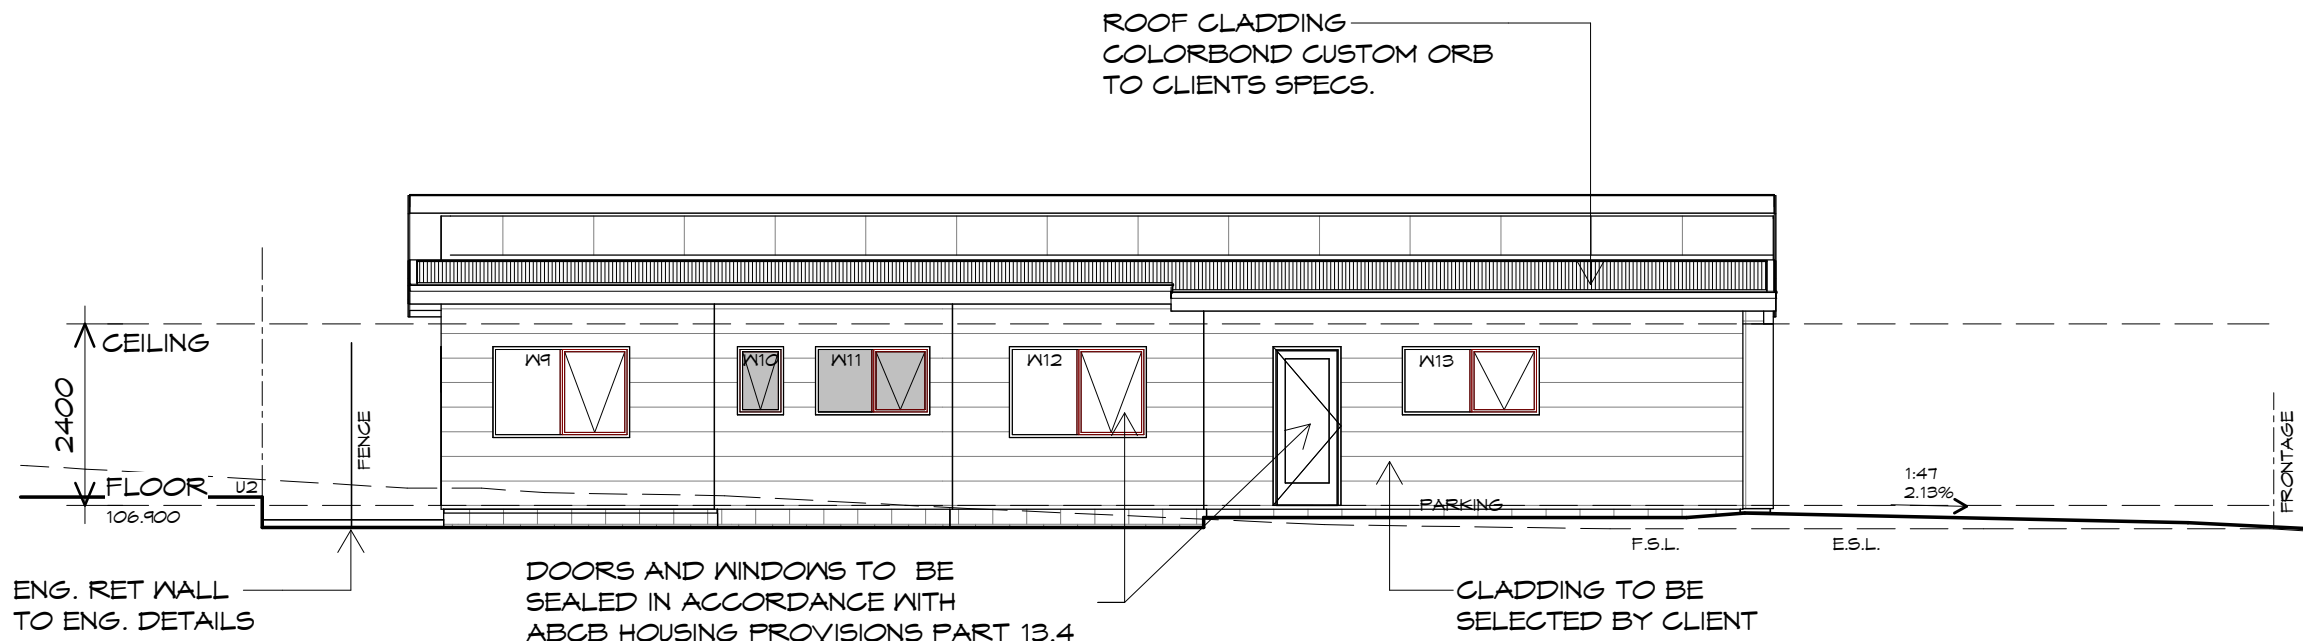 ROOF CLADDING
COLORBOND CUSTOM ORB
TO CLIENTS SPECS.
CEILING
2400
FENCE
W9
W10
W11
W12
W13
FLOOR
U2
106.900
PARKING
1:47
2.13%
FRONTAGE
F.S.L.
E.S.L.
ENG. RET WALL
TO ENG. DETAILS
DOORS AND WINDOWS TO BE
SEALED IN ACCORDANCE WITH
ABCB HOUSING PROVISIONS PART 13.4
CLADDING TO BE
SELECTED BY CLIENT